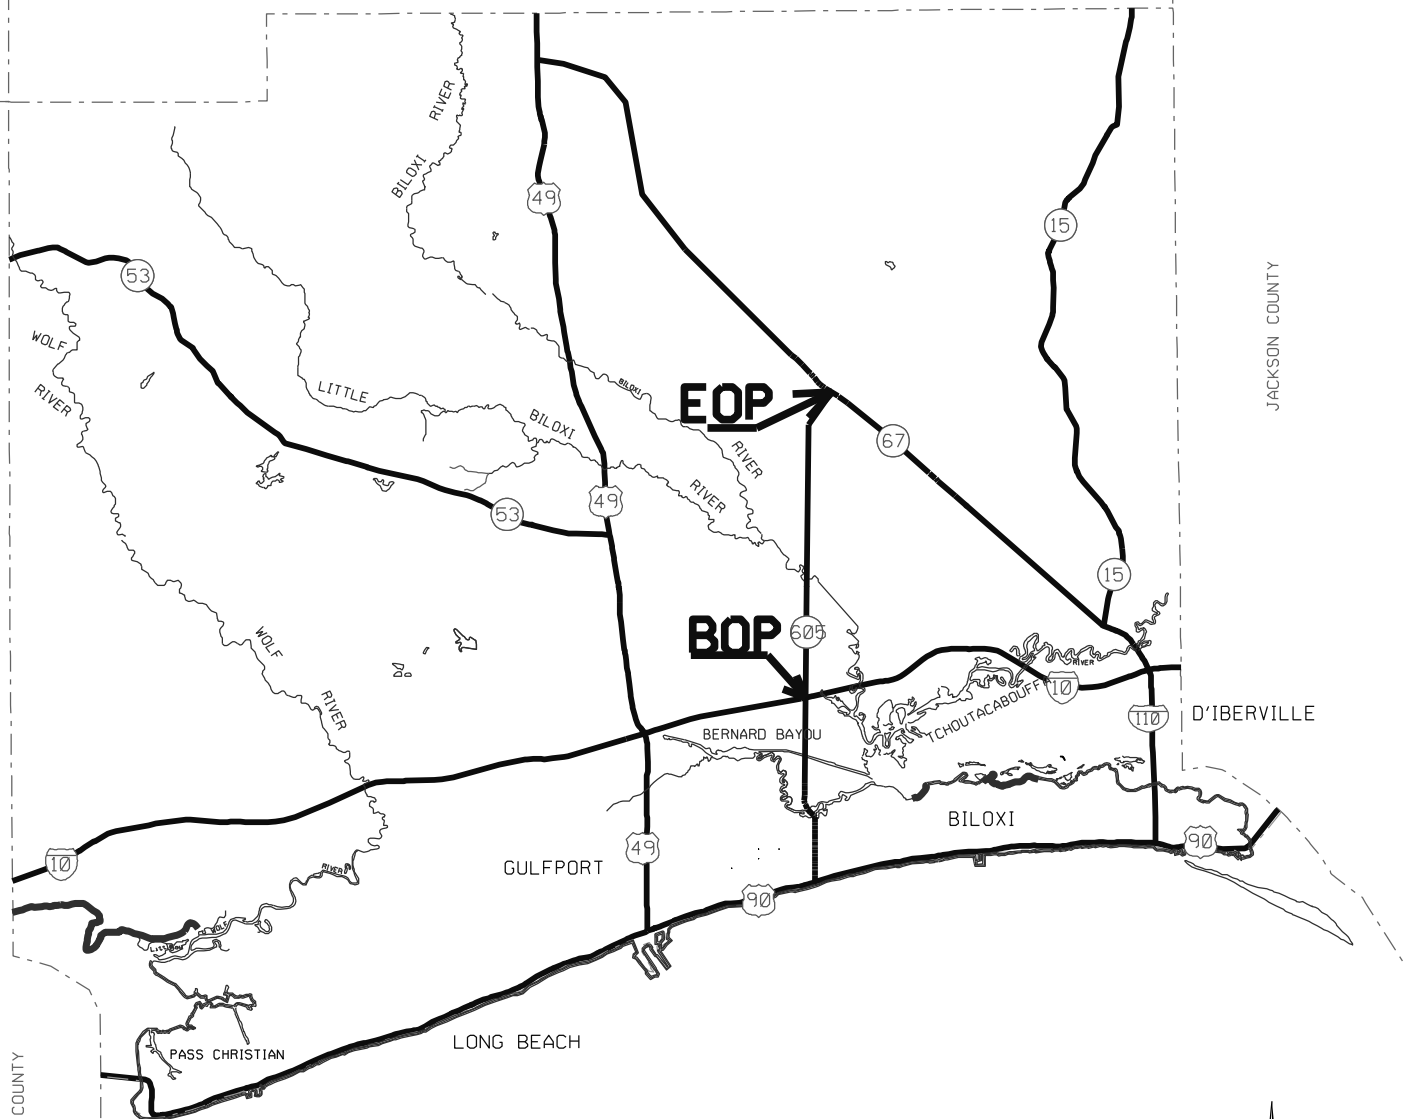 RIVER
BILOXI
49
15
53
JACKSON COUNTY
WOLF
RIVER
LITTLE
BILOXI
BILOXI
EOP
67
RIVER
RIVER
49
53
15
WOLF
RIVER
BOP
605
RIVER
10
TCHOUTACABOUFFA
110
D'IBERVILLE
BERNARD BAYOU
BILOXI
49
90
10
GULFPORT
RIVER
90
WOLF
LONG BEACH
PASS CHRISTIAN
COUNTY